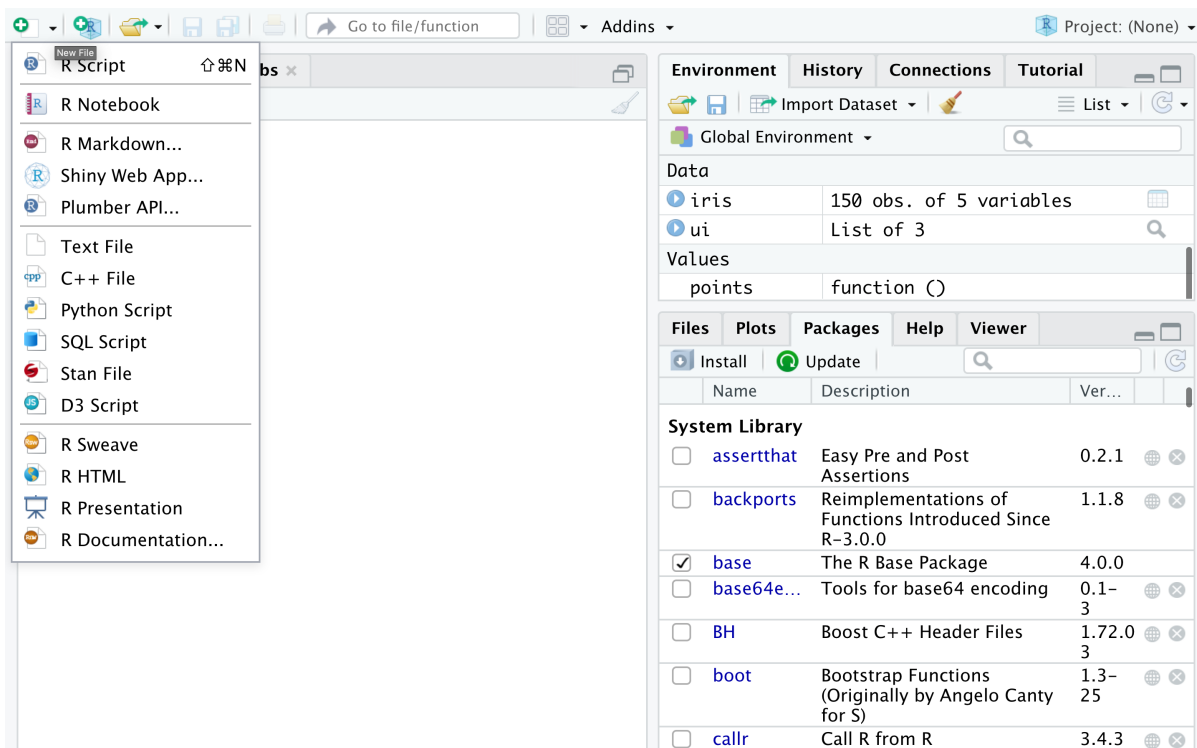 Go to file/function
Addins
Project: (None)
New File
R Script ⇧⌘N
R Notebook
R Markdown...
Shiny Web App...
Plumber API...
Text File
C++ File
Python Script
SQL Script
Stan File
D3 Script
R Sweave
R HTML
R Presentation
R Documentation...
bs
Environment History Connections Tutorial
Import Dataset List
Global Environment
Data
iris 150 obs. of 5 variables
ui List of 3
Values
points function ()
Files Plots Packages Help Viewer
Install Update
Name Description Ver...
System Library
assertthat Easy Pre and Post 0.2.1
Assertions
backports Reimplementations of 1.1.8
Functions Introduced Since
R-3.0.0
base The R Base Package 4.0.0
base64e... Tools for base64 encoding 0.1-
3
BH Boost C++ Header Files 1.72.0
3
boot Bootstrap Functions 1.3-
(Originally by Angelo Canty 25
for S)
callr Call R from R 3.4.3